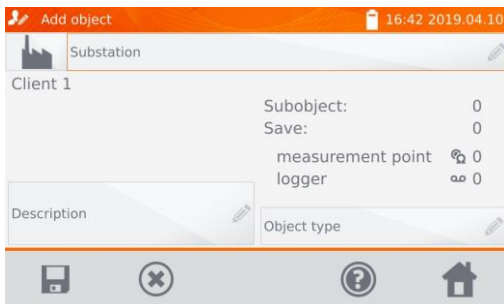 Add object
16:42 2019.04.10
Substation
Client 1
Subobject: 0
Save: 0
measurement point 0
logger 0
Description
Object type